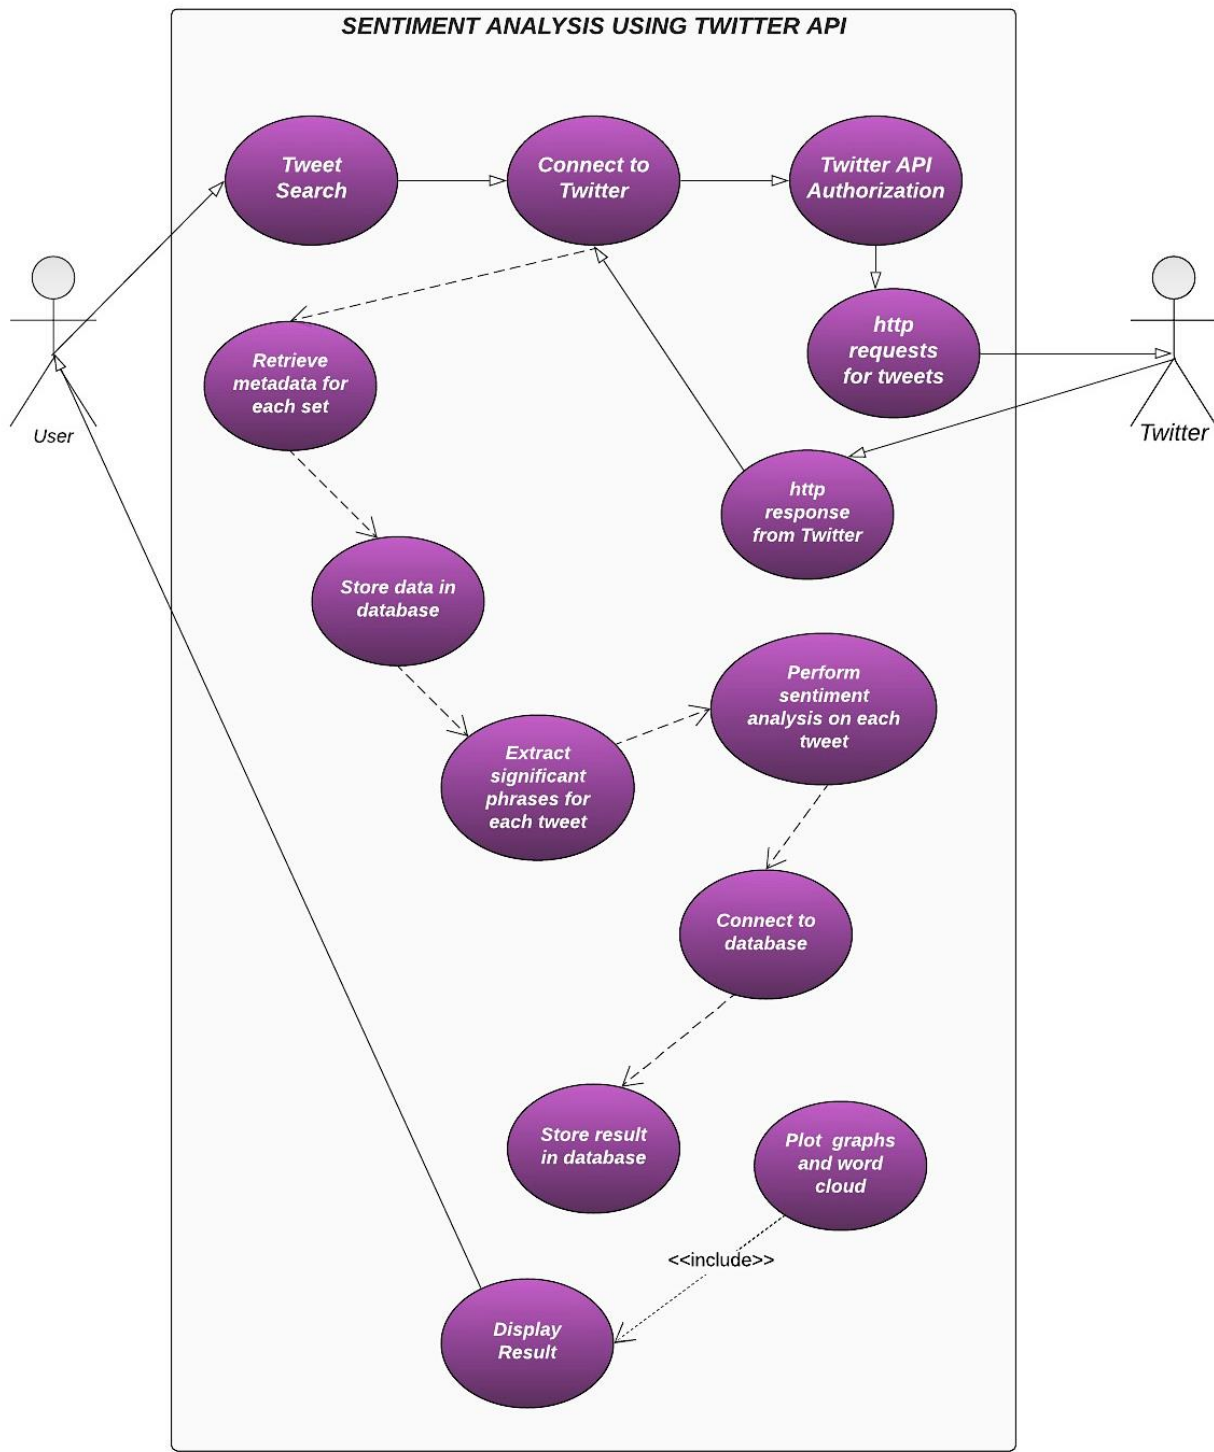 SENTIMENT ANALYSIS USING TWITTER API
Tweet
Search
Connect to
Twitter
Twitter API
Authorization
http
requests
for tweets
Retrieve
metadata for
each set
User
Twitter
http
response
from Twitter
Store data in
database
Perform
sentiment
analysis on each
tweet
Extract
significant
phrases for
each tweet
Connect to
database
Store result
in database
Plot graphs
and word
cloud
<<include>>
Display
Result